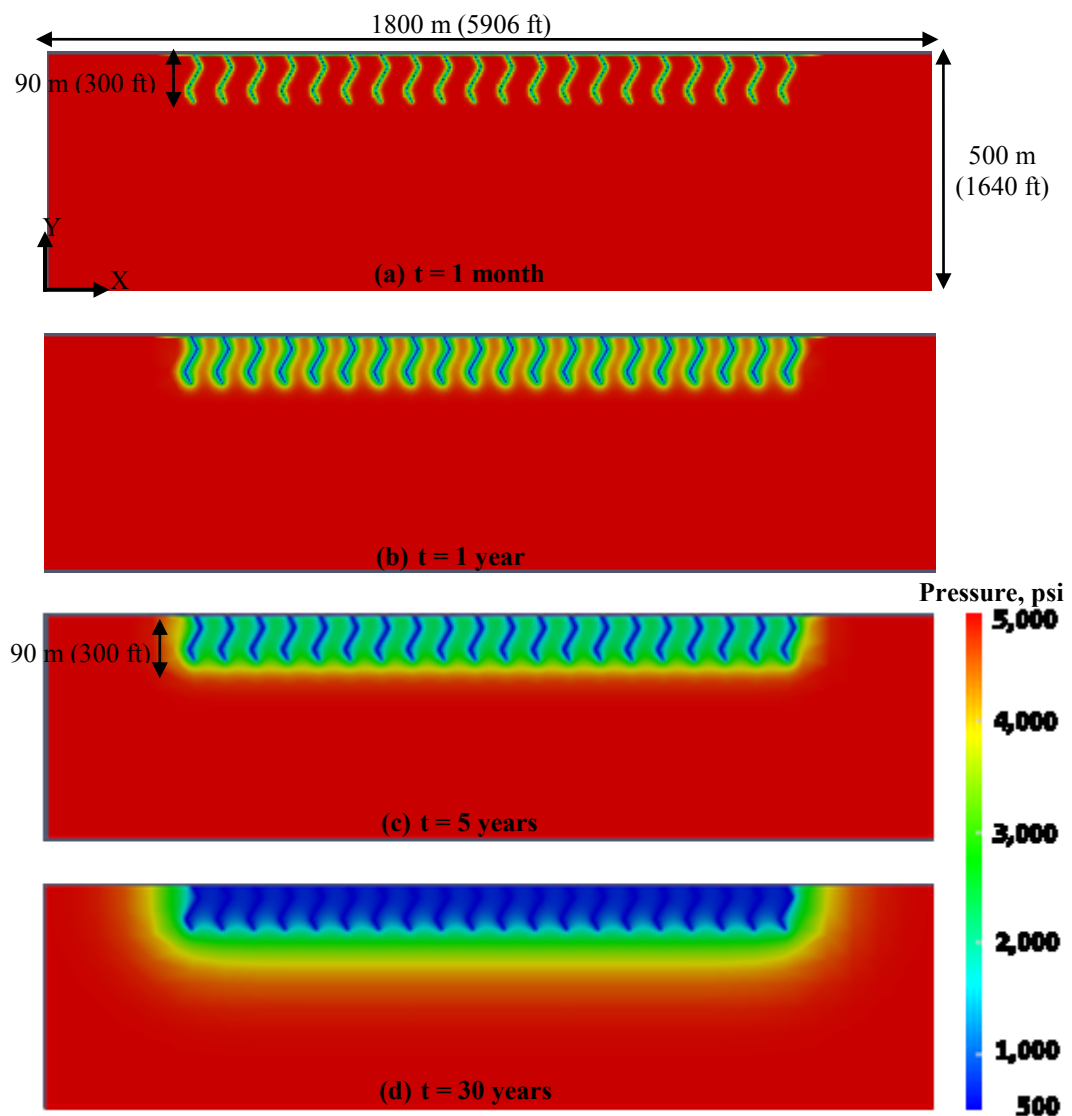 1800 m (5906 ft)
90 m (300 ft)
500 m
(1640 ft)
Y
X
(a) t = 1 month
(b) t = 1 year
Pressure, psi
5,000
90 m (300 ft)
4,000
(c) t = 5 years
3,000
2,000
1,000
(d) t = 30 years
500